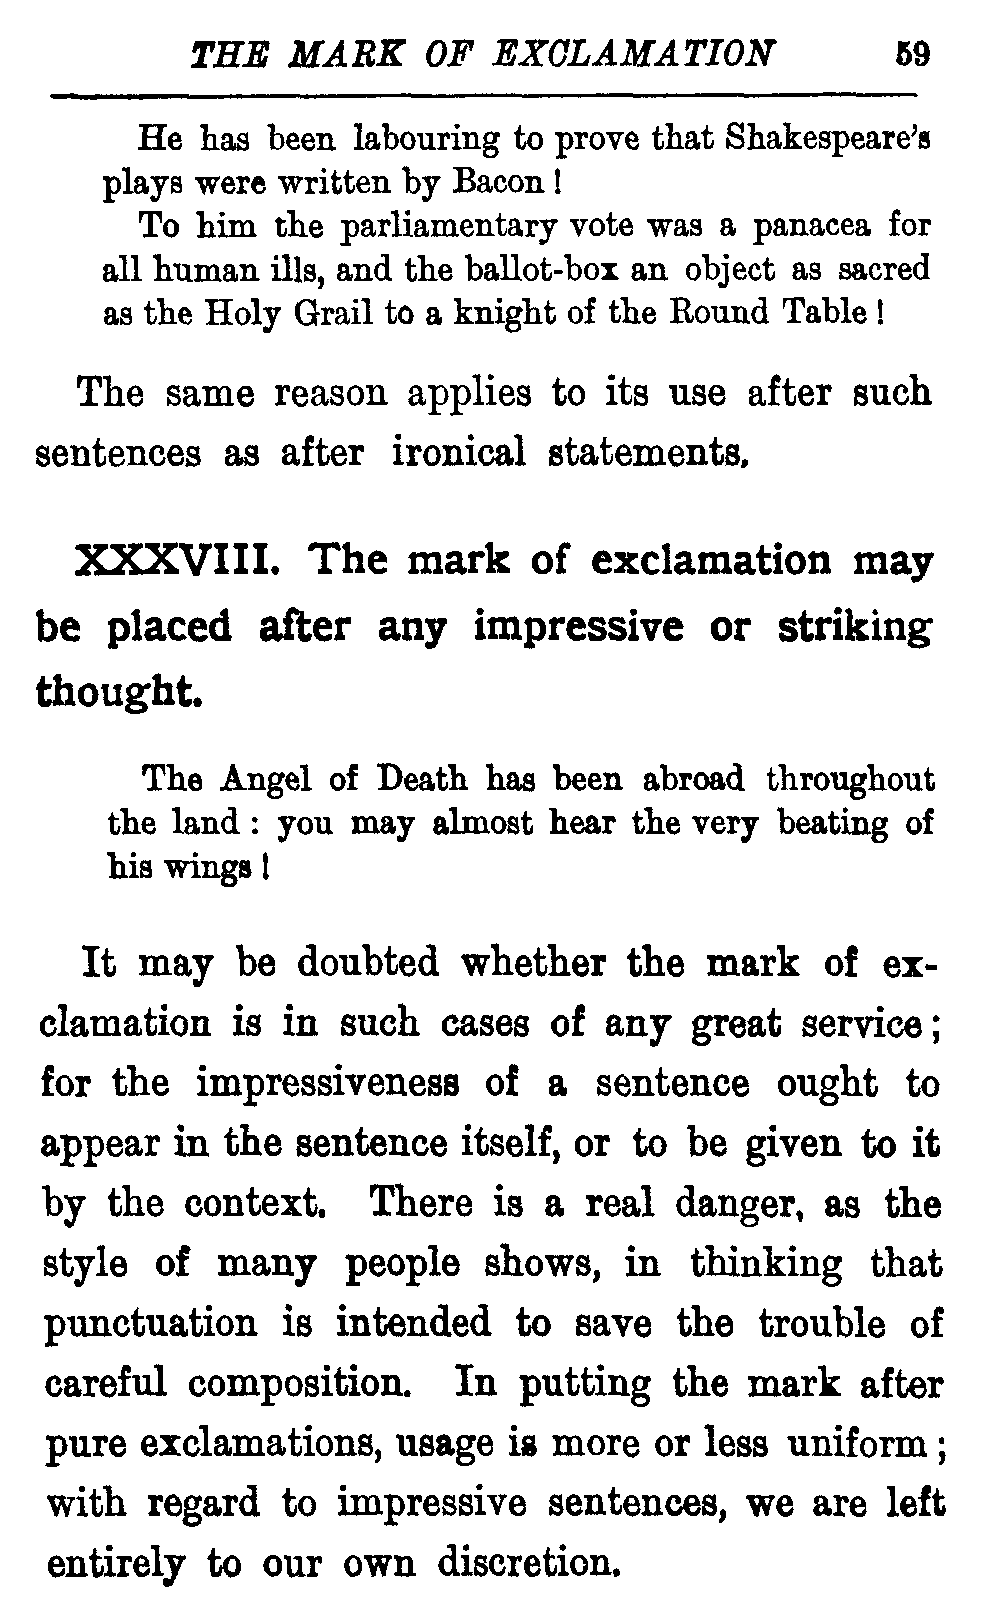 THE MARK OF EXCLAMATION 59
He has been labouring to prove that Shakespeare's
plays were written by Bacon !
To him the parliamentary vote was a panacea for
all human ills, and the ballot-box an object as sacred
as the Holy Grail to a knight of the Round Table !
The same reason applies to its use after such
sentences as after ironical statements.
XXXVIII. The mark of exclamation may
be placed after any impressive or striking
thought.
The Angel of Death has been abroad throughout
the land : you may almost hear the very beating of
his wings !
It may be doubted whether the mark of ex-
clamation is in such cases of any great service ;
for the impressiveness of a sentence ought to
appear in the sentence itself, or to be given to it
by the context. There is a real danger, as the
style of many people shows, in thinking that
punctuation is intended to save the trouble of
careful composition. In putting the mark after
pure exclamations, usage is more or less uniform ;
with regard to impressive sentences, we are left
entirely to our own discretion.